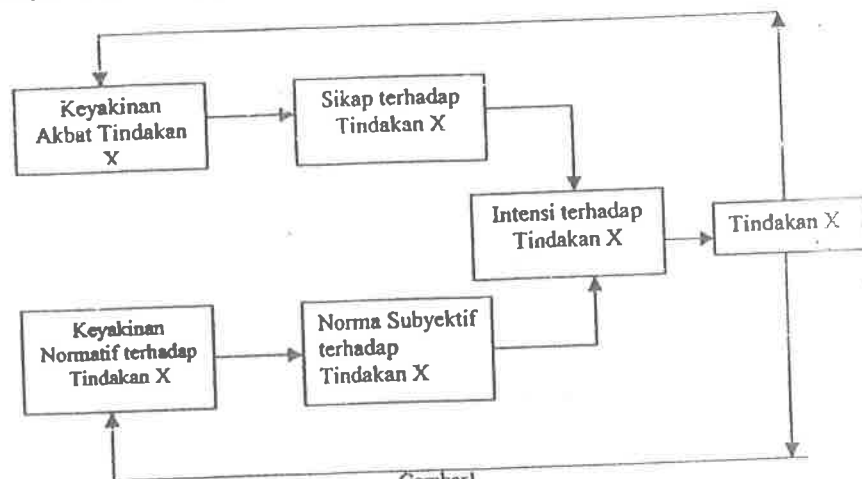 Keyakinan
Akbat Tindakan
X
Sikap terhadap
Tindakan X
Intensi terhadap
Tindakan X
Tindakan X
Keyakinan
Normatif terhadap
Tindakan X
Norma Subyektif
terhadap
Tindakan X